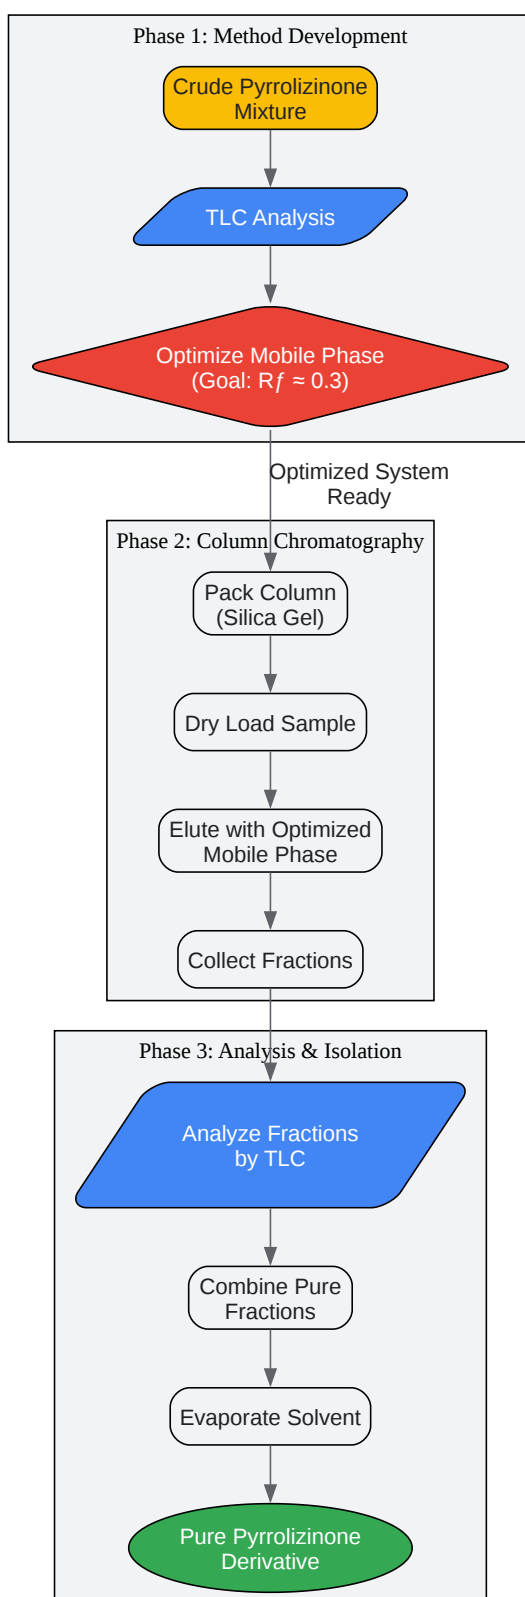 Phase 1: Method Development
Crude Pyrrolizinone
Mixture
TLC Analysis
Optimize Mobile Phase
(Goal: Rƒ ≈ 0.3)
Optimized System
Ready
Phase 2: Column Chromatography
Pack Column
(Silica Gel)
Dry Load Sample
Elute with Optimized
Mobile Phase
Collect Fractions
Phase 3: Analysis & Isolation
Analyze Fractions
by TLC
Combine Pure
Fractions
Evaporate Solvent
Pure Pyrrolizinone
Derivative